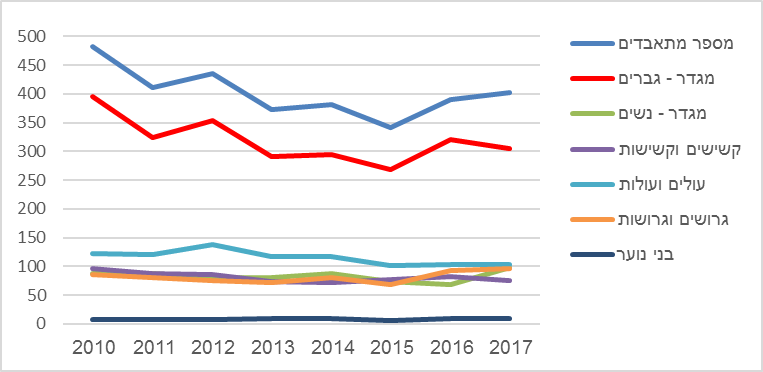 500
450
400
350
300
250
200
150
100
50
0
2010 2011 2012 2013 2014 2015 2016 2017
מספר מתאבדים
מגדר - גברים
מגדר - נשים
קשישים וקשישות
עולים ועולות
גרושים וגרושות
בני נוער